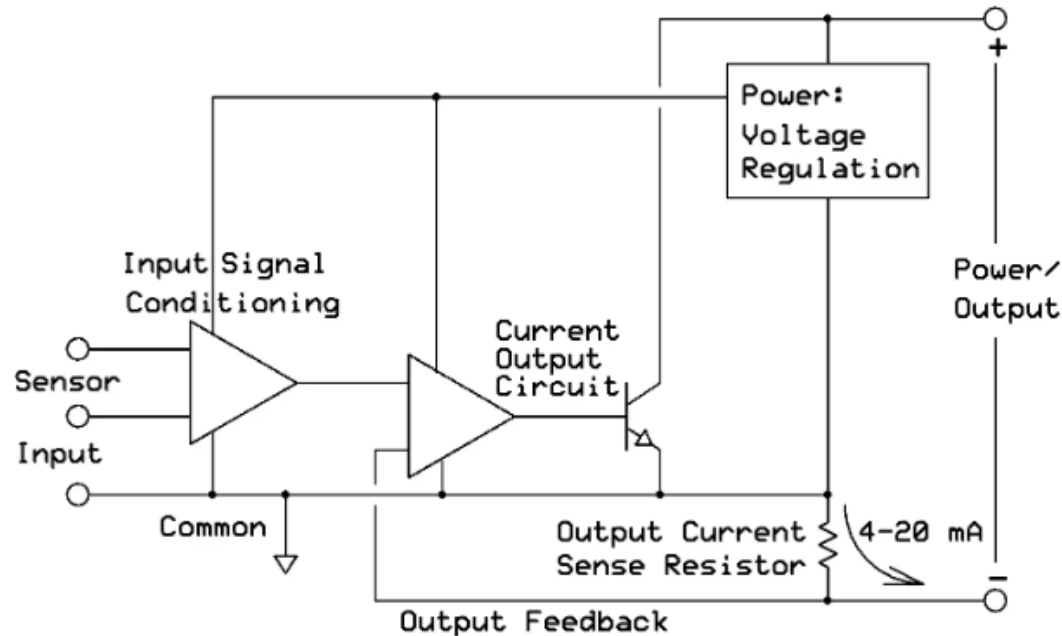 +
Power:
Voltage
Regulation
Input Signal
Conditioning
Power/
Output
Current
Output
Circuit
Sensor
Input
Common
Output Current
Sense Resistor
4-20 mA
-
Output Feedback